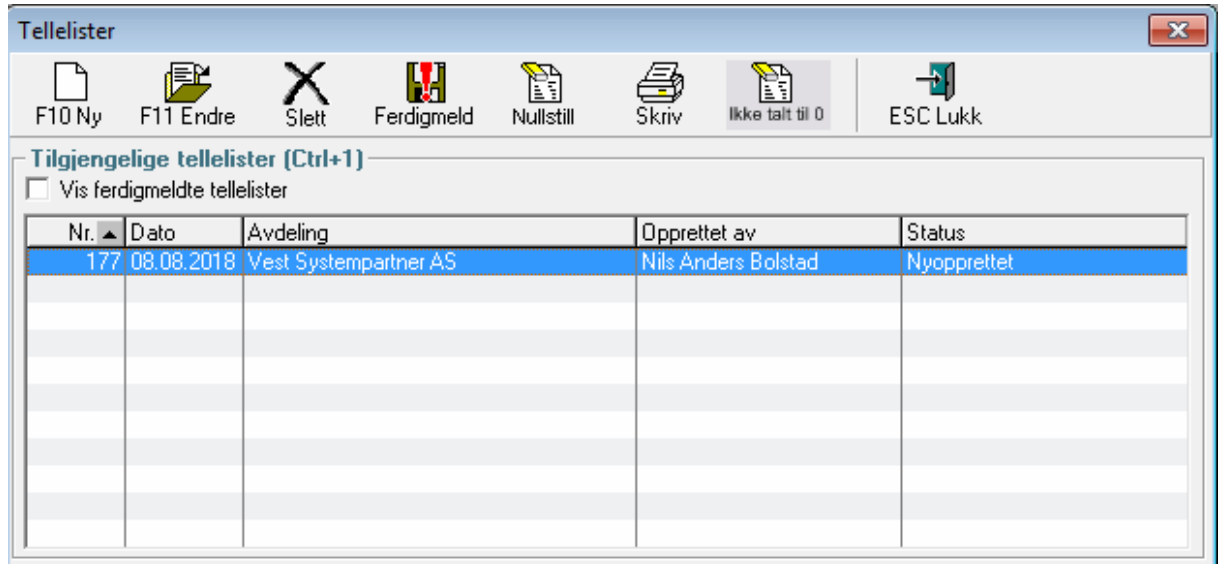 Tellelister
F10 Ny F11 Endre Slett Ferdigmeld Nullstill Skriv Ikke talt til 0 ESC Lukk
Tilgjengelige tellelister (Ctrl+1)
Vis ferdigmeldte tellelister
Nr. Dato Avdeling Opprettet av Status
177 08.08.2018 Vest Systempartner AS Nils Anders Bolstad Nyopprettet